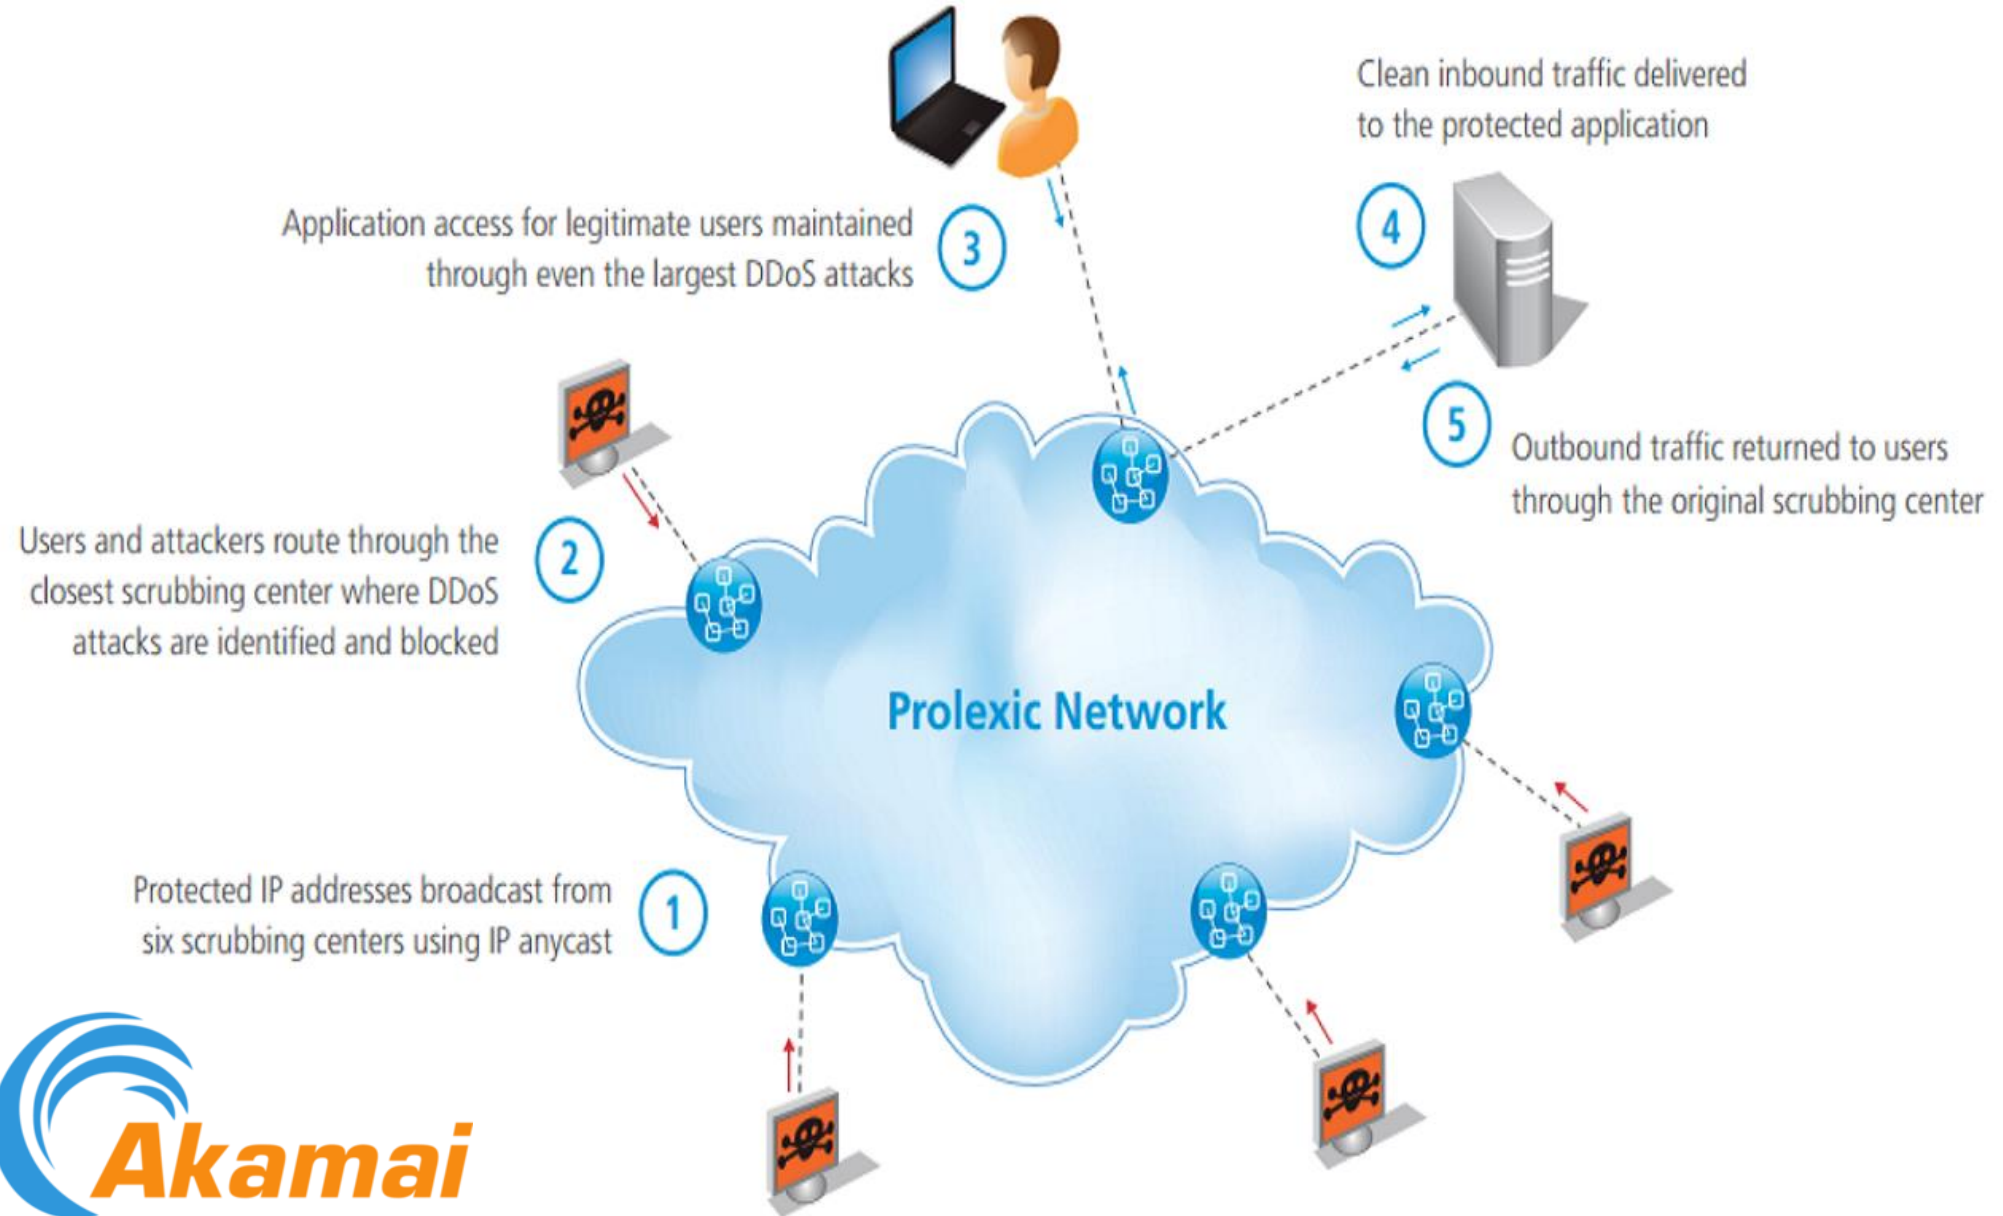 Clean inbound traffic delivered
to the protected application
4
Application access for legitimate users maintained
through even the largest DDoS attacks
3
5
Outbound traffic returned to users
through the original scrubbing center
Users and attackers route through the
closest scrubbing center where DDoS
attacks are identified and blocked
2
Prolexic Network
Protected IP addresses broadcast from
six scrubbing centers using IP anycast
1
Akamai